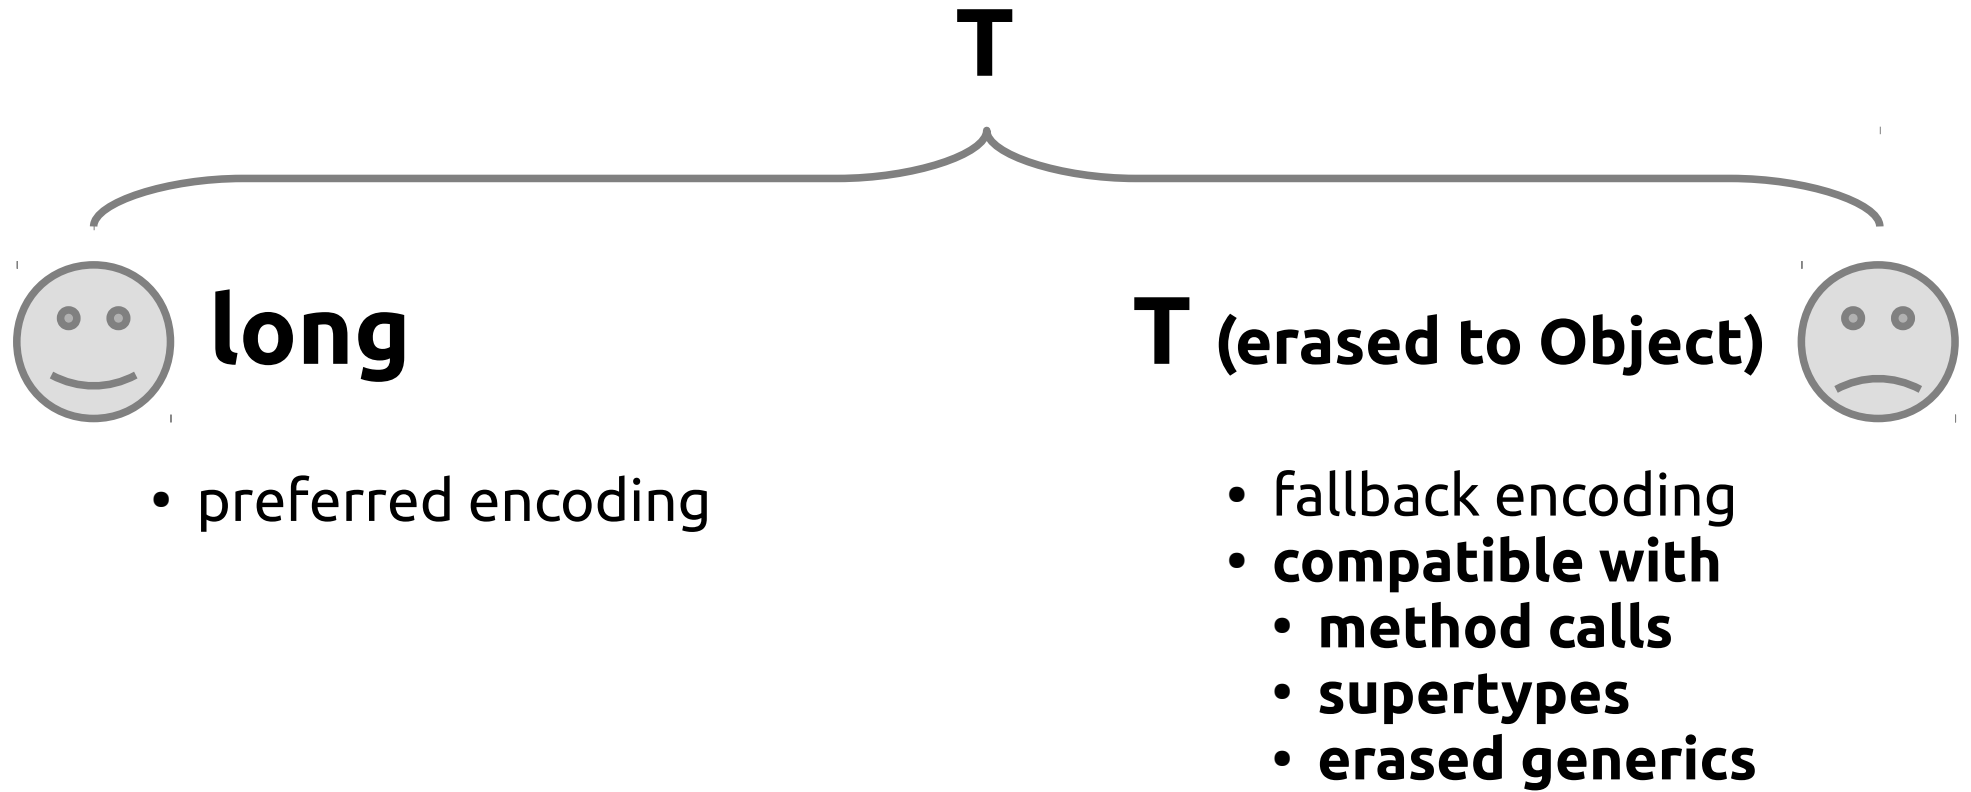 T
long
T (erased to Object)
• preferred encoding
• fallback encoding
• compatible with
• method calls
• supertypes
• erased generics